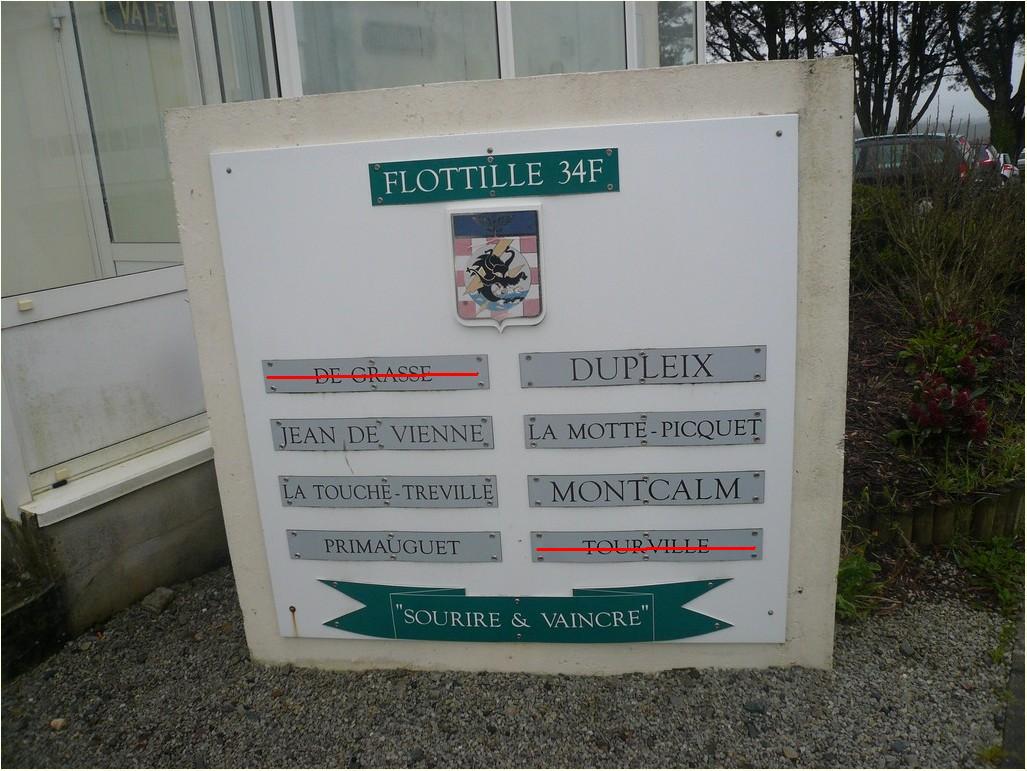 VALEU
FLOTTILLE 34F
DE GRASSE
DUPLEIX
JEAN DE VIENNE
LA MOTTE-PICQUET
LA TOUCHE-TREVILLE
MONTCALM
PRIMAUGUET
TOURVILLE
"SOURIRE & VAINCRE"